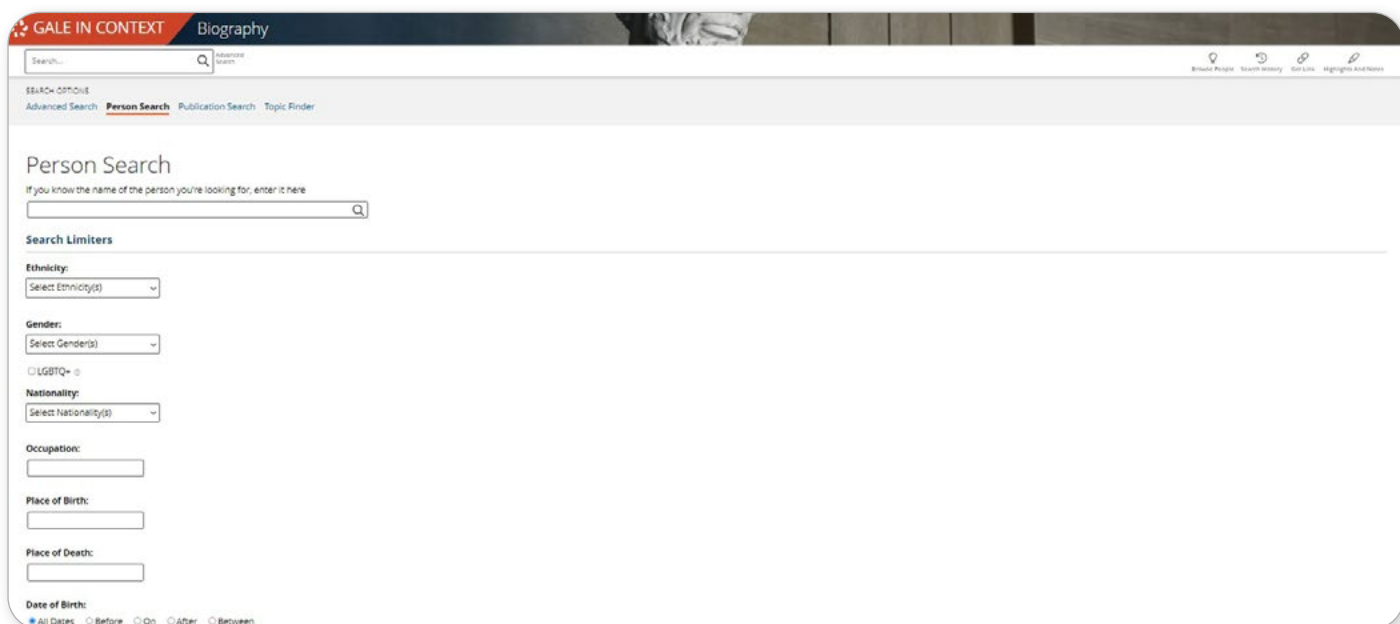 GALE IN CONTEXT Biography
Search... Advanced Search
Browse People Search History Get Link Highlights And Notes
SEARCH OPTIONS
Advanced Search Person Search Publication Search Topic Finder
Person Search
If you know the name of the person you're looking for, enter it here
Search Limiters
Ethnicity:
Select Ethnicity(s)
Gender:
Select Gender(s)
LGBTQ+
Nationality:
Select Nationality(s)
Occupation:
Place of Birth:
Place of Death:
Date of Birth:
All Dates Before On After Between